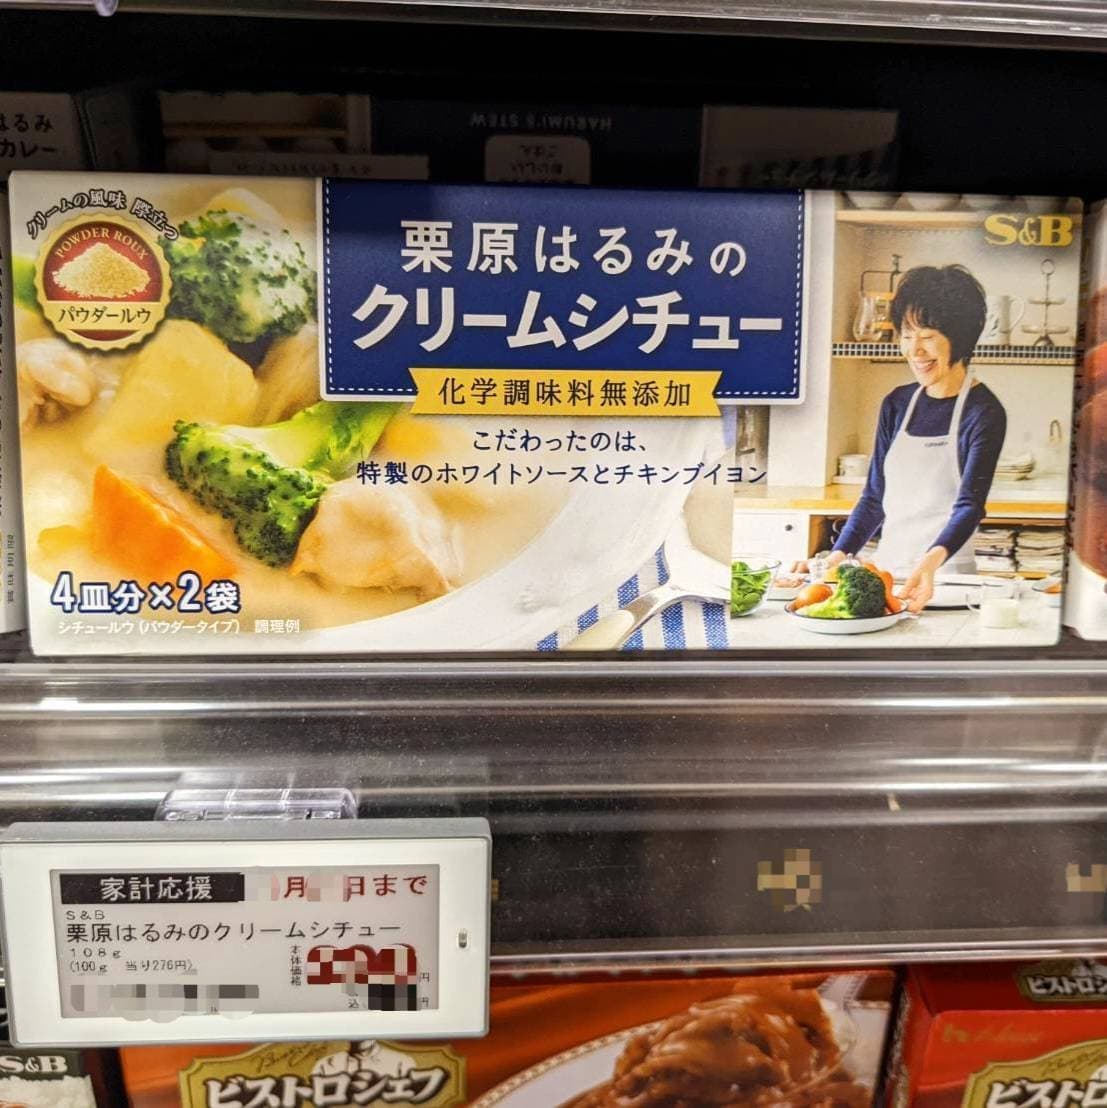 はるみ
カレー
HARUMI'S STEW
クリームの風味 際立つ
POWDER ROUX
パウダールウ
栗原はるみの
クリームシチュー
化学調味料無添加
こだわったのは、
特製のホワイトソースとチキンブイヨン
S&B
4皿分×2袋
シチュールウ(パウダータイプ) 調理例
家計応援
月 日まで
S&B
栗原はるみのクリームシチュー
108g
(100g 当り276円)
本体価格
円
込
円
S&B
ビストロシェフ
ビストロシ
ビストロ